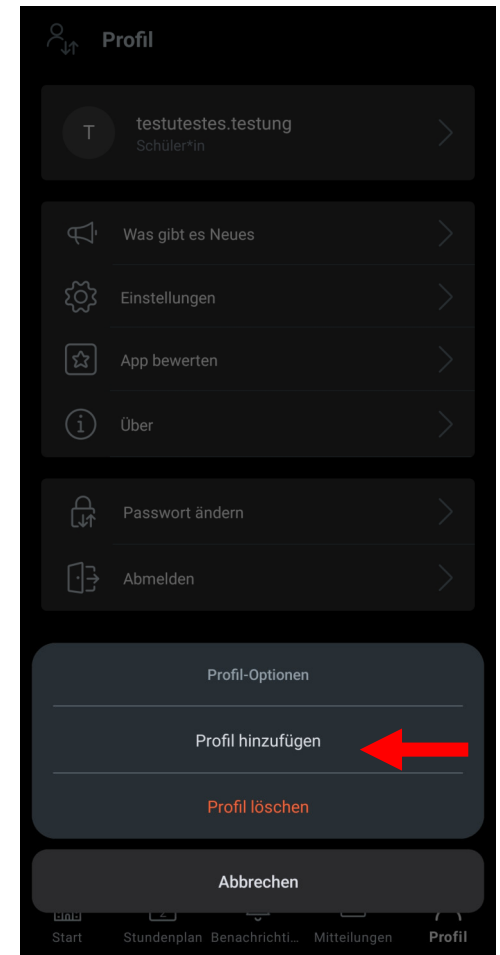 Profil
T
testutestes.testung
Schüler*in
Was gibt es Neues
Einstellungen
App bewerten
Über
Passwort ändern
Abmelden
Profil-Optionen
Profil hinzufügen
Profil löschen
Abbrechen
Start Stundenplan Benachrichti... Mitteilungen Profil